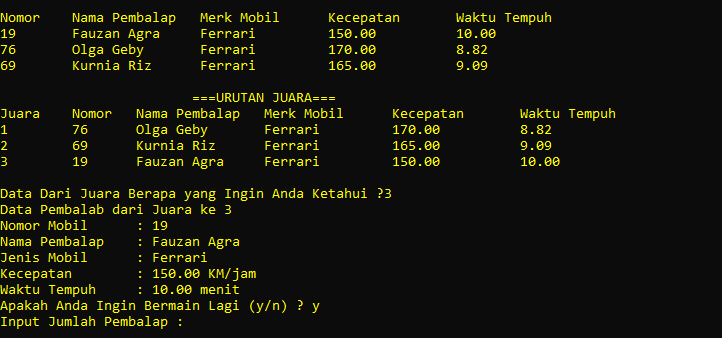 Nomor Nama Pembalap Merk Mobil Kecepatan Waktu Tempuh
19 Fauzan Agra Ferrari 150.00 10.00
76 Olga Geby Ferrari 170.00 8.82
69 Kurnia Riz Ferrari 165.00 9.09
===URUTAN JUARA===
Juara Nomor Nama Pembalap Merk Mobil Kecepatan Waktu Tempuh
1 76 Olga Geby Ferrari 170.00 8.82
2 69 Kurnia Riz Ferrari 165.00 9.09
3 19 Fauzan Agra Ferrari 150.00 10.00
Data Dari Juara Berapa yang Ingin Anda Ketahui ?3
Data Pembalab dari Juara ke 3
Nomor Mobil : 19
Nama Pembalap : Fauzan Agra
Jenis Mobil : Ferrari
Kecepatan : 150.00 KM/jam
Waktu Tempuh : 10.00 menit
Apakah Anda Ingin Bermain Lagi (y/n) ? y
Input Jumlah Pembalap :